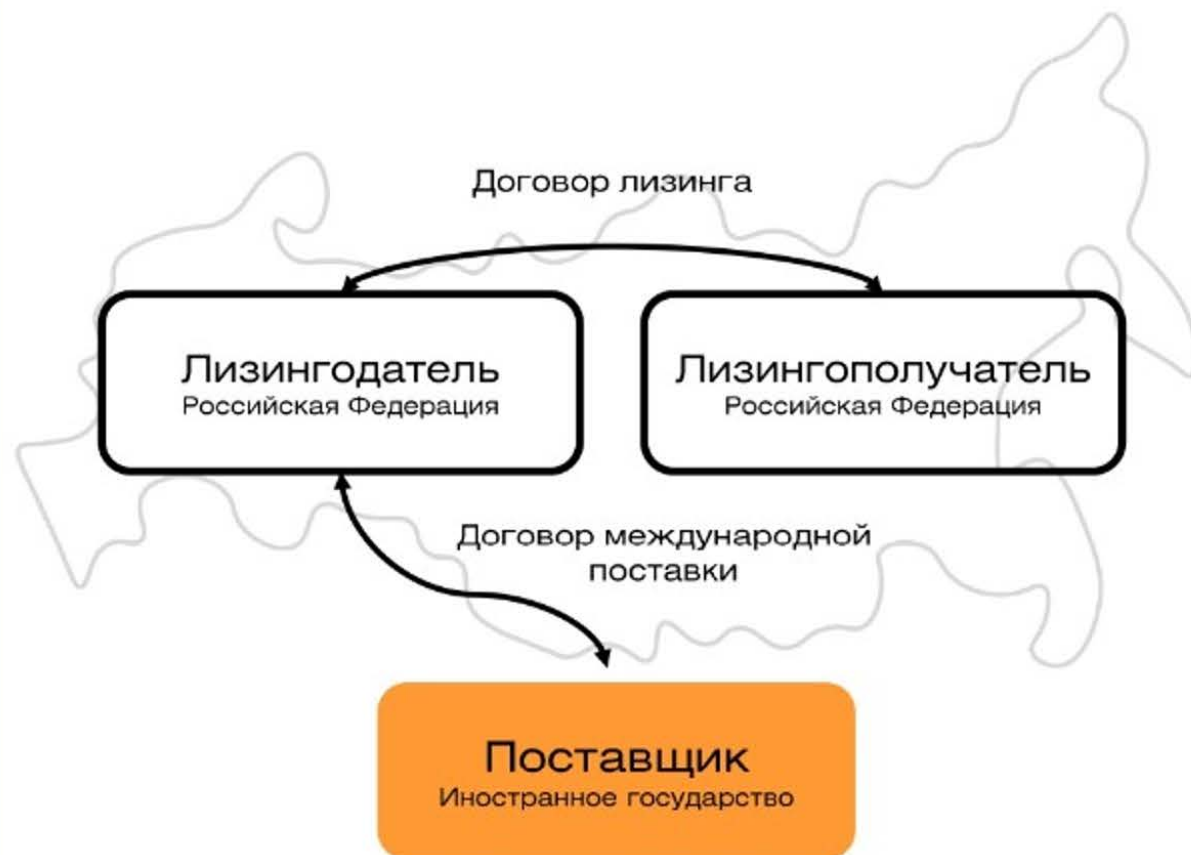 Договор лизинга
Лизингодатель
Российская Федерация
Лизингополучатель
Российская Федерация
Договор международной
поставки
Поставщик
Иностранное государство